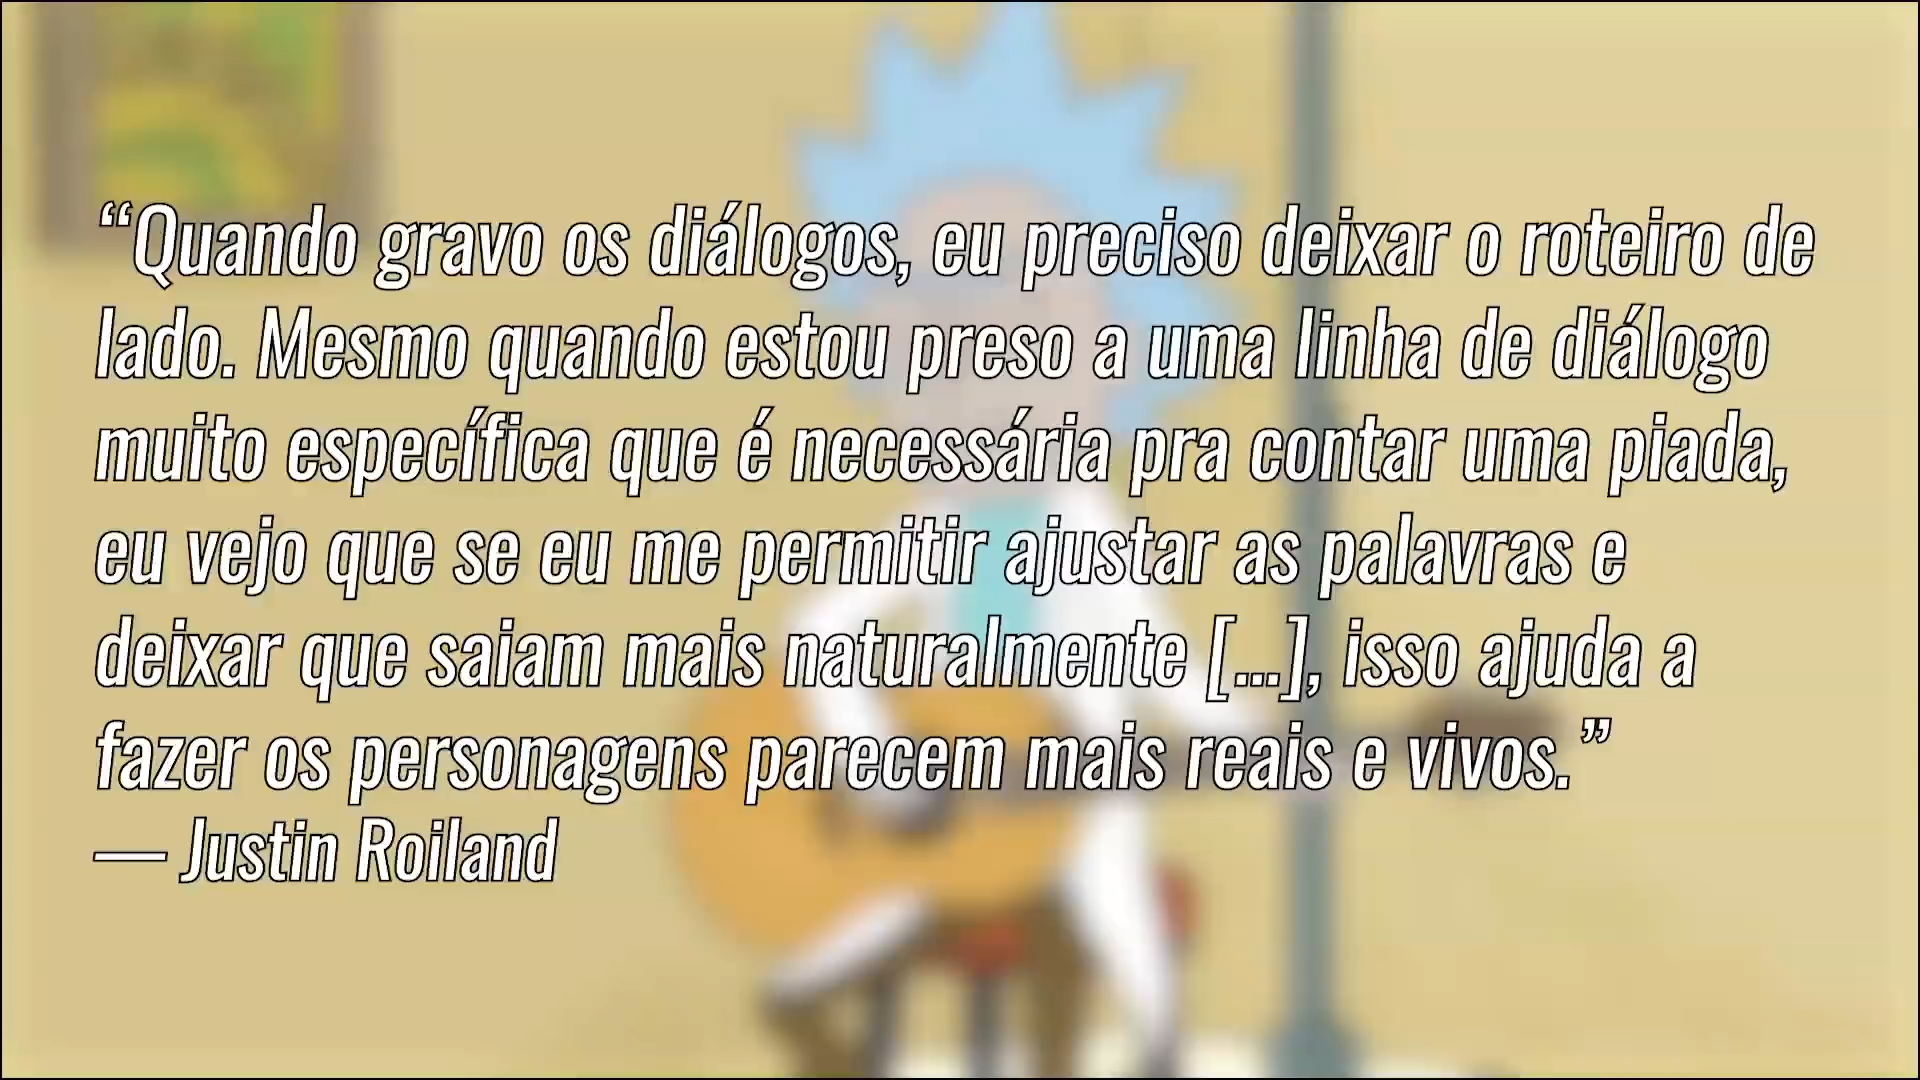 “Quando gravo os diálogos, eu preciso deixar o roteiro de
lado. Mesmo quando estou preso a uma linha de diálogo
muito específica que é necessária pra contar uma piada,
eu vejo que se eu me permitir ajustar as palavras e
deixar que saiam mais naturalmente [...], isso ajuda a
fazer os personagens parecem mais reais e vivos.”
— Justin Roiland